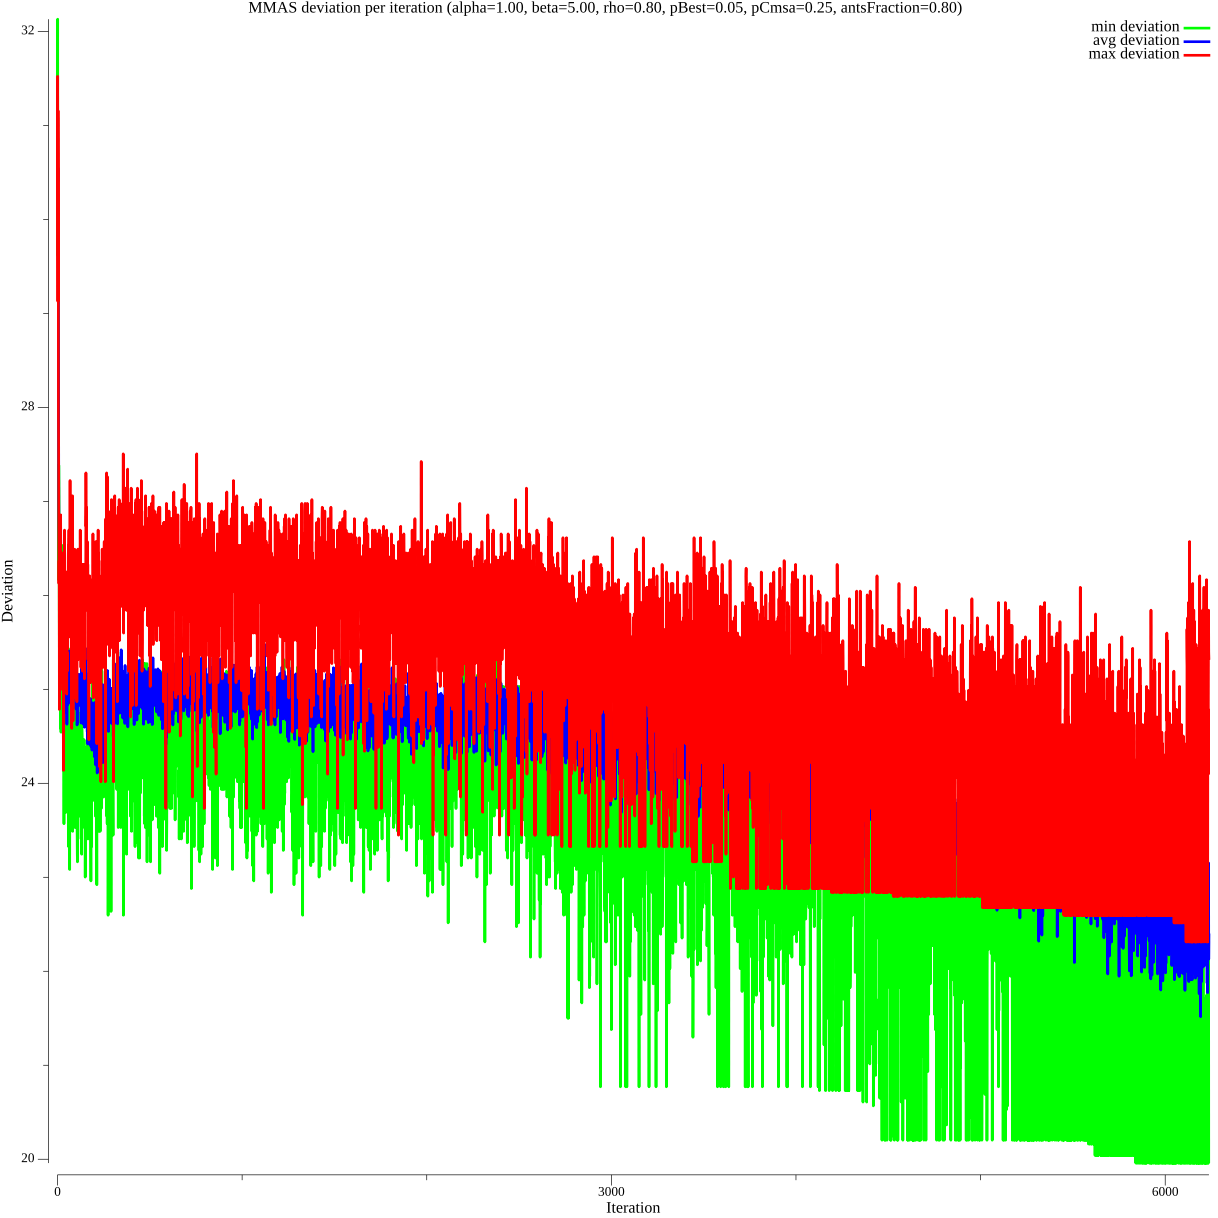 MMAS deviation per iteration (alpha=1.00, beta=5.00, rho=0.80, pBest=0.05, pCmsa=0.25, antsFraction=0.80)
min deviation
avg deviation
max deviation
32
28
24
20
Deviation
0
3000
6000
Iteration